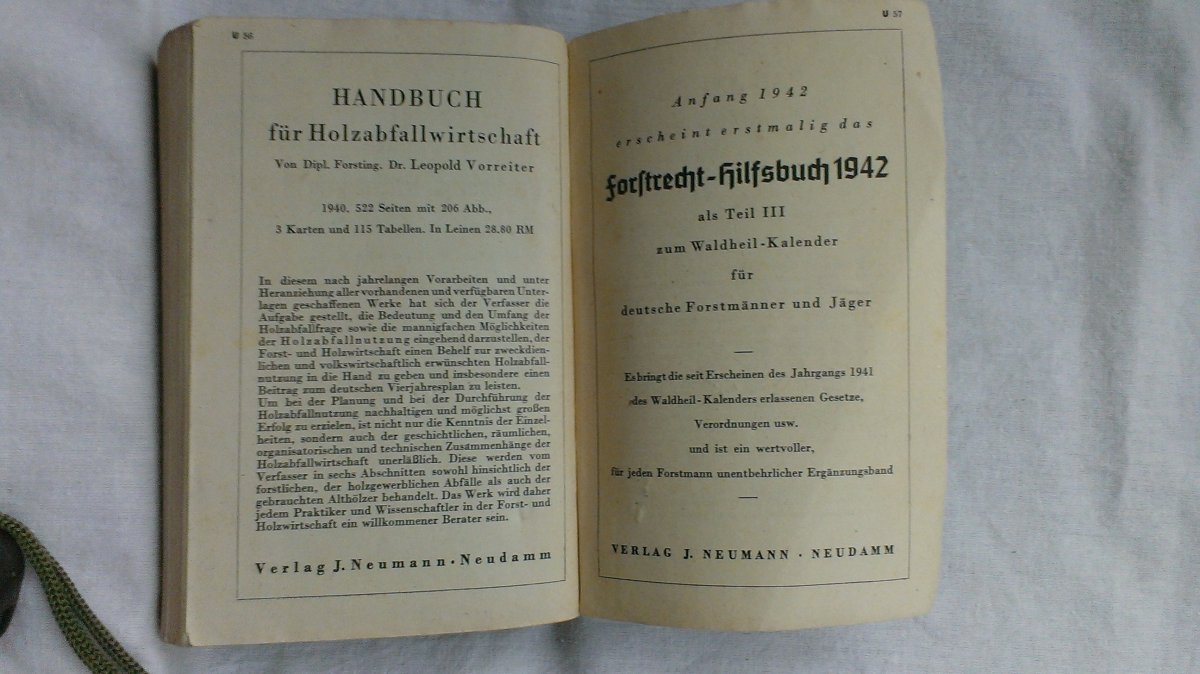 U 56
HANDBUCH
für Holzabfallwirtschaft
Von Dipl. Forsting. Dr. Leopold Vorreiter
1940. 522 Seiten mit 206 Abb.,
3 Karten und 115 Tabellen. In Leinen 28.80 RM
In diesem nach jahrelangen Vorarbeiten und unter
Heranziehung aller vorhandenen und verfügbaren Unter-
lagen geschaffenen Werke hat sich der Verfasser die
Aufgabe gestellt, die Bedeutung und den Umfang der
Holzabfallfrage sowie die mannigfachen Möglichkeiten
der Holzabfallnutzung eingehend darzustellen, der
Forst- und Holzwirtschaft einen Behelf zur zweckdien-
lichen und volkswirtschaftlich erwünschten Holzabfall-
nutzung in die Hand zu geben und insbesondere einen
Beitrag zum deutschen Vierjahresplan zu leisten.
Um bei der Planung und bei der Durchführung der
Holzabfallnutzung nachhaltigen und möglichst großen
Erfolg zu erzielen, ist nicht nur die Kenntnis der Einzel-
heiten, sondern auch der geschichtlichen, räumlichen,
organisatorischen und technischen Zusammenhänge der
Holzabfallwirtschaft unerläßlich. Diese werden vom
Verfasser in sechs Abschnitten sowohl hinsichtlich der
forstlichen, der holzgewerblichen Abfälle als auch der
gebrauchten Althölzer behandelt. Das Werk wird daher
jedem Praktiker und Wissenschaftler in der Forst- und
Holzwirtschaft ein willkommener Berater sein.
Verlag J. Neumann · Neudamm
U 57
Anfang 1942
erscheint erstmalig das
Forstrecht-Hilfsbuch 1942
als Teil III
zum Waldheil-Kalender
für
deutsche Forstmänner und Jäger
Es bringt die seit Erscheinen des Jahrgangs 1941
des Waldheil-Kalenders erlassenen Gesetze,
Verordnungen usw.
und ist ein wertvoller,
für jeden Forstmann unentbehrlicher Ergänzungsband
VERLAG J. NEUMANN · NEUDAMM